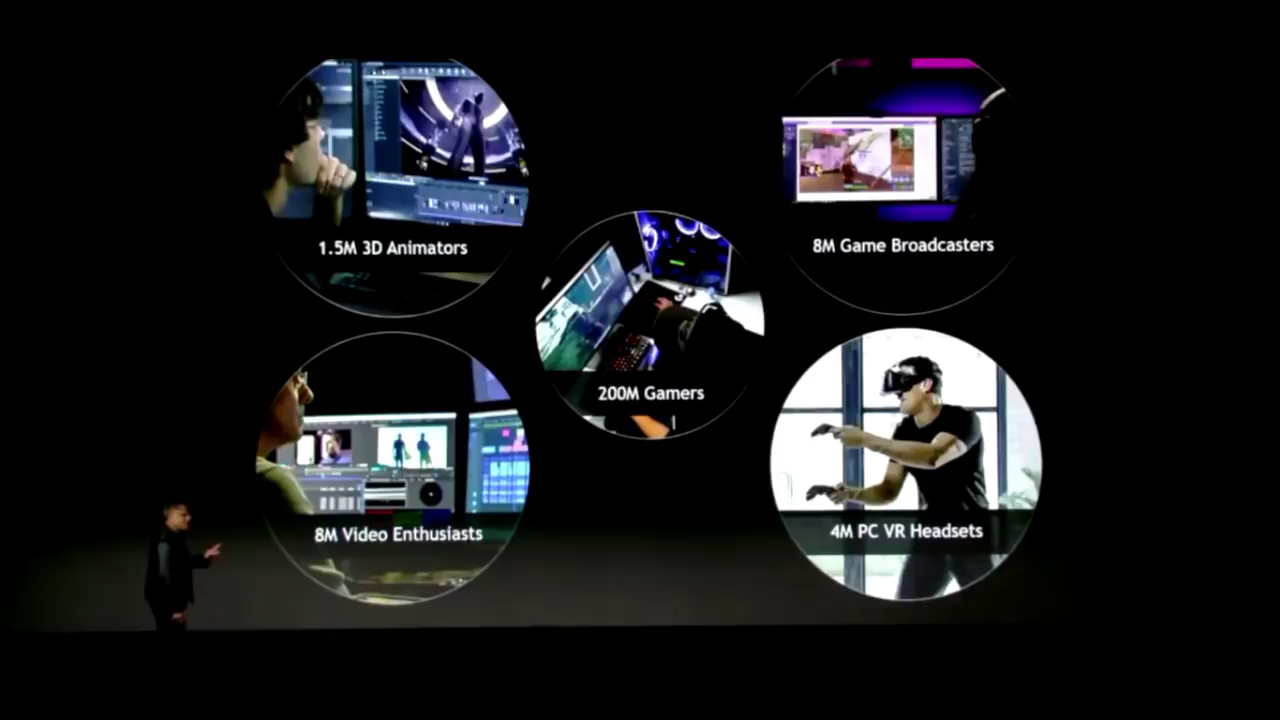 1.5M 3D Animators
8M Game Broadcasters
200M Gamers
8M Video Enthusiasts
4M PC VR Headsets